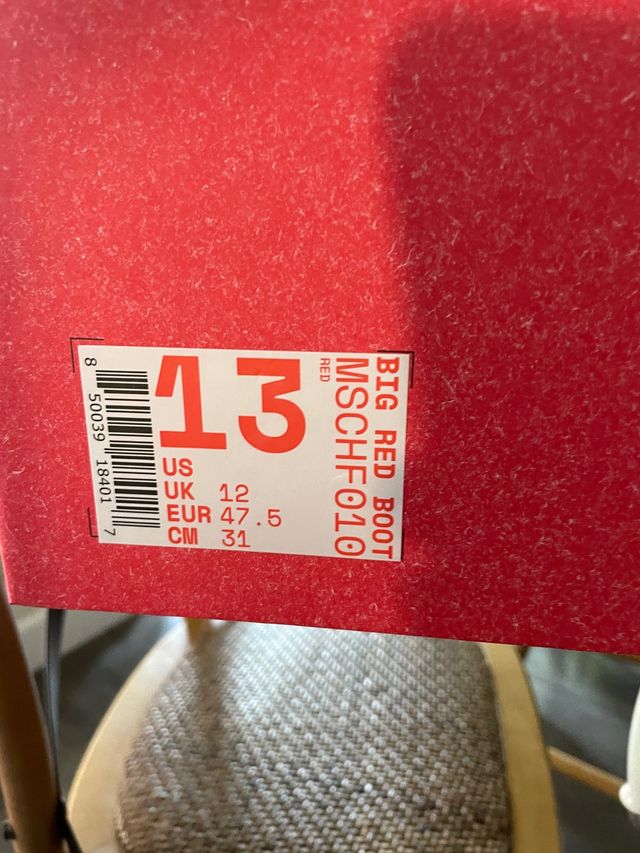 13
US
UK 12
EUR 47.5
CM 31
BIG RED BOOT
MSCHF010
RED
8 50039 18401 7